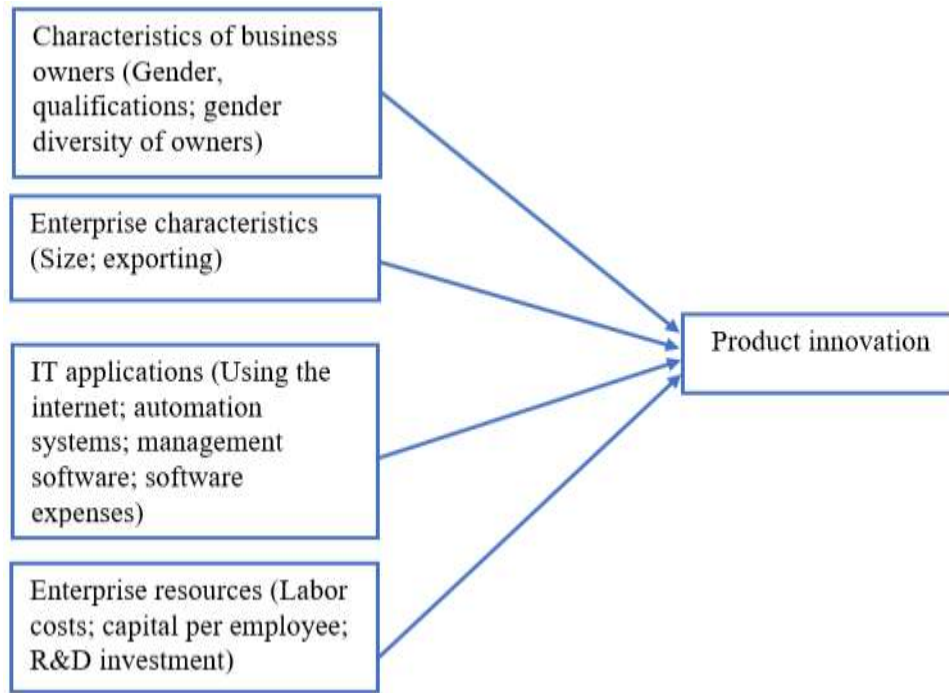 Characteristics of business
owners (Gender,
qualifications; gender
diversity of owners)
Enterprise characteristics
(Size; exporting)
IT applications (Using the
internet; automation
systems; management
software; software
expenses)
Enterprise resources (Labor
costs; capital per employee;
R&D investment)
Product innovation